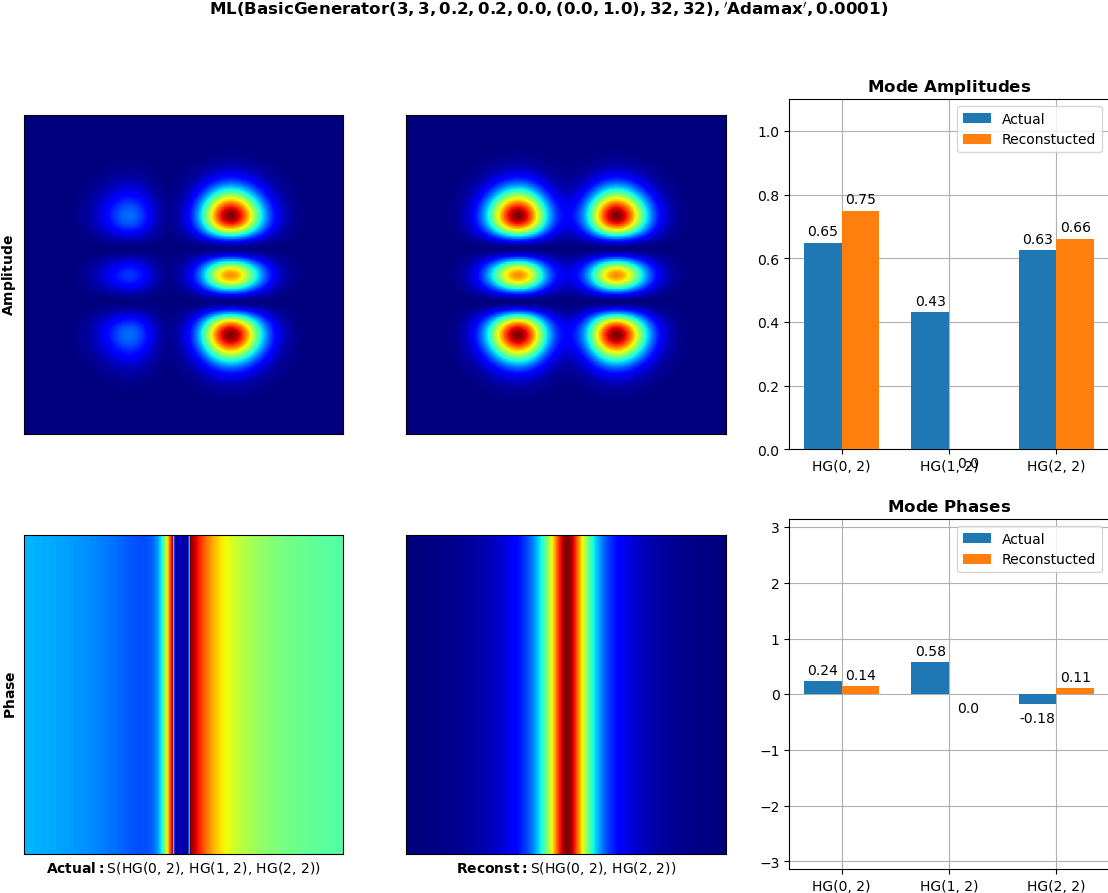 ML(BasicGenerator(3, 3, 0.2, 0.2, 0.0, (0.0, 1.0), 32, 32), ′Adamax′, 0.0001)
Amplitude
Mode Amplitudes
Actual
Reconstucted
1.0
0.8
0.6
0.4
0.2
0.0
0.65
0.75
0.43
0.0
0.63
0.66
HG(0, 2)
HG(1, 2)
HG(2, 2)
Phase
Actual: S(HG(0, 2), HG(1, 2), HG(2, 2))
Reconst: S(HG(0, 2), HG(2, 2))
Mode Phases
Actual
Reconstucted
3
2
1
0
−1
−2
−3
0.24
0.14
0.58
0.0
-0.18
0.11
HG(0, 2)
HG(1, 2)
HG(2, 2)